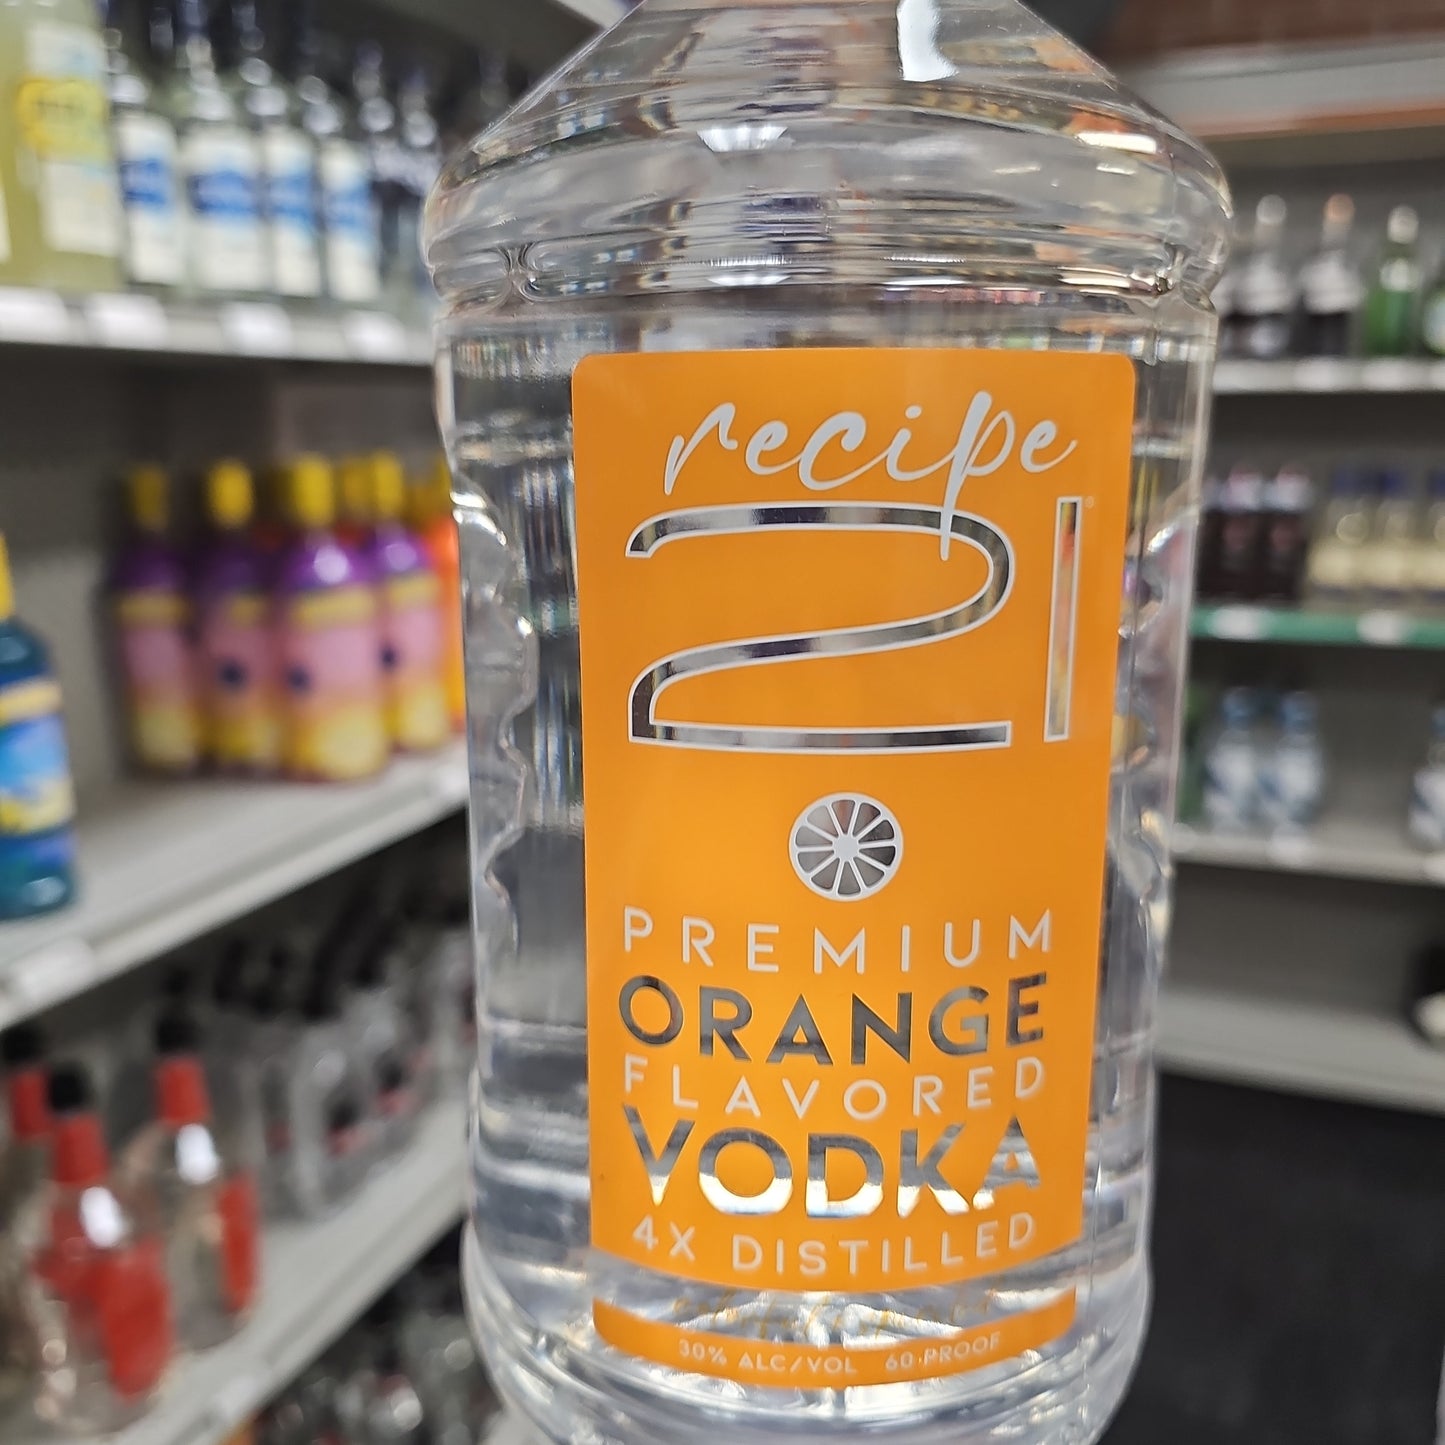 recipe
21
PREMIUM
ORANGE
FLAVORED
VODKA
4X DISTILLED
30% ALC/VOL 60 PROOF